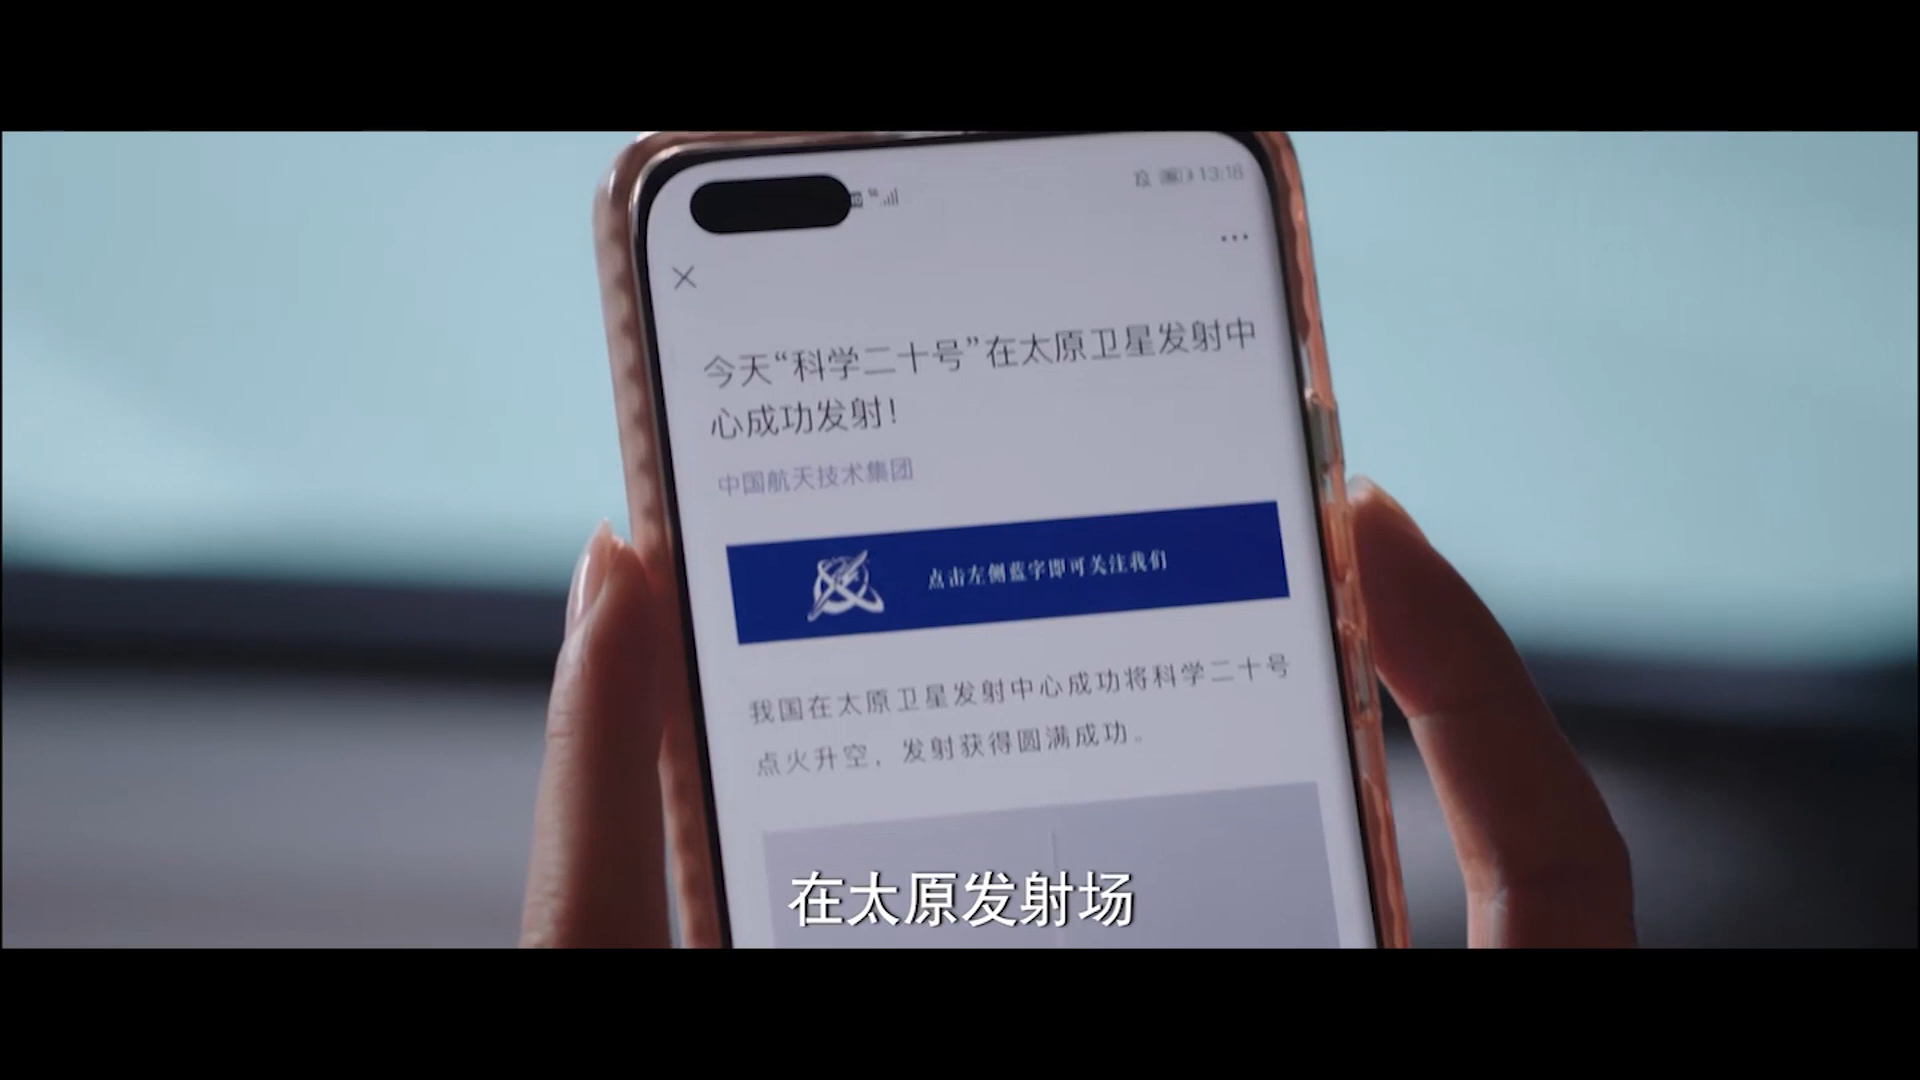 13:18
今天“科学二十号”在太原卫星发射中
心成功发射!
中国航天技术集团
点击左侧蓝字即可关注我们
我国在太原卫星发射中心成功将科学二十号
点火升空，发射获得圆满成功。
在太原发射场